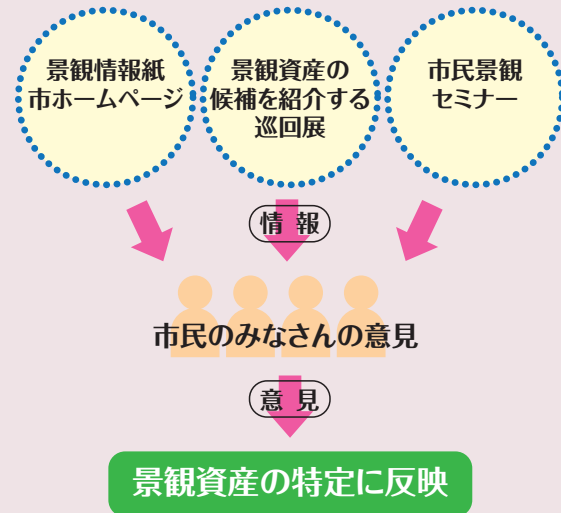 景観情報紙
市ホームページ
景観資産の
候補を紹介する
巡回展
市民景観
セミナー
情 報
市民のみなさんの意見
意 見
景観資産の特定に反映